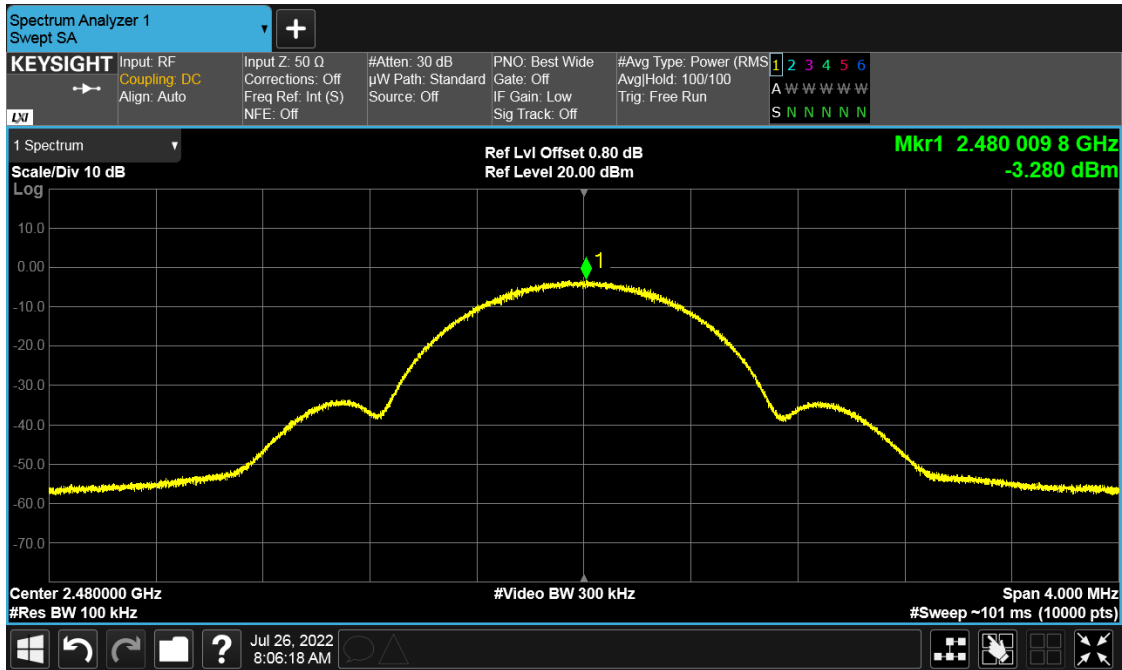 Spectrum Analyzer 1
Swept SA
KEYSIGHT
LXI
Input: RF
Coupling: DC
Align: Auto
Input Z: 50 Ω
Corrections: Off
Freq Ref: Int (S)
NFE: Off
#Atten: 30 dB
µW Path: Standard
Source: Off
PNO: Best Wide
Gate: Off
IF Gain: Low
Sig Track: Off
#Avg Type: Power (RMS
Avg|Hold: 100/100
Trig: Free Run
1 2 3 4 5 6
A W W W W W
S N N N N N
1 Spectrum
Scale/Div 10 dB
Log
Ref Lvl Offset 0.80 dB
Ref Level 20.00 dBm
Mkr1 2.480 009 8 GHz
-3.280 dBm
10.0
0.00
-10.0
-20.0
-30.0
-40.0
-50.0
-60.0
-70.0
1
Center 2.480000 GHz
#Res BW 100 kHz
#Video BW 300 kHz
Span 4.000 MHz
#Sweep ~101 ms (10000 pts)
?
Jul 26, 2022
8:06:18 AM